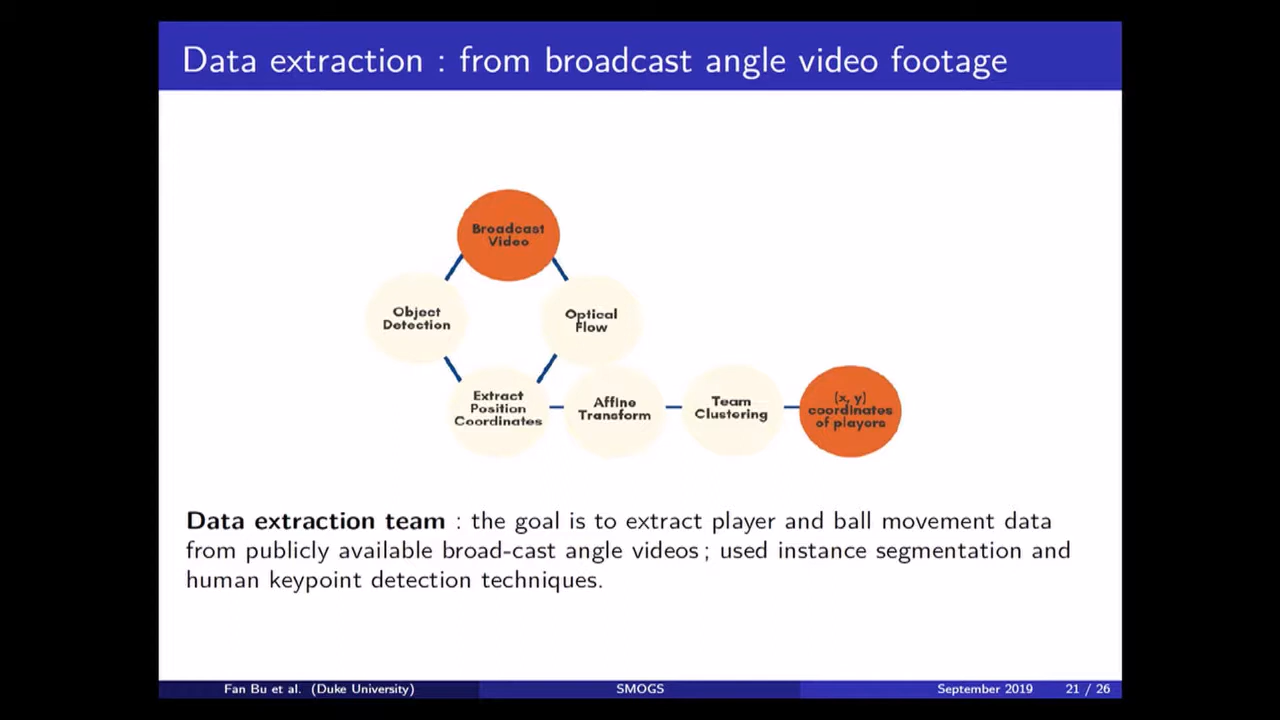 Data extraction : from broadcast angle video footage
Broadcast
Video
Object
Detection
Optical
Flow
Extract
Position
Coordinates
Affine
Transform
Team
Clustering
(x, y)
coordinates
of players
Data extraction team : the goal is to extract player and ball movement data
from publicly available broad-cast angle videos ; used instance segmentation and
human keypoint detection techniques.
Fan Bu et al. (Duke University)
SMOGS
September 2019
21 / 26